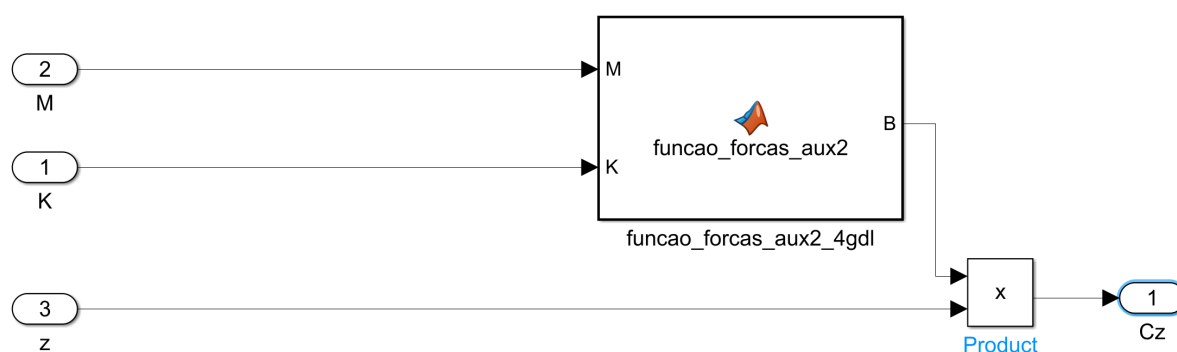 2
M
1
K
3
z
M
K
B
funcao_forcas_aux2
funcao_forcas_aux2_4gdl
x
Product
1
Cz